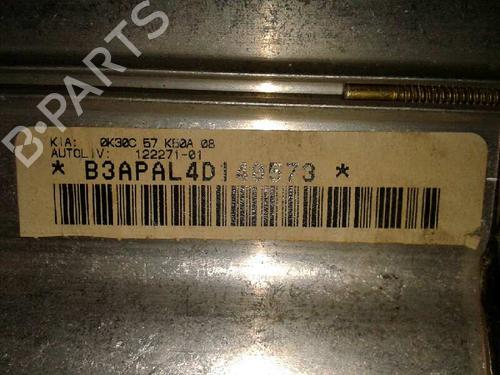 B-PARTS
KIA: 0K30C 57 K50A 08
AUTOLIV: 122271-01
* B3APAL4D140573 *